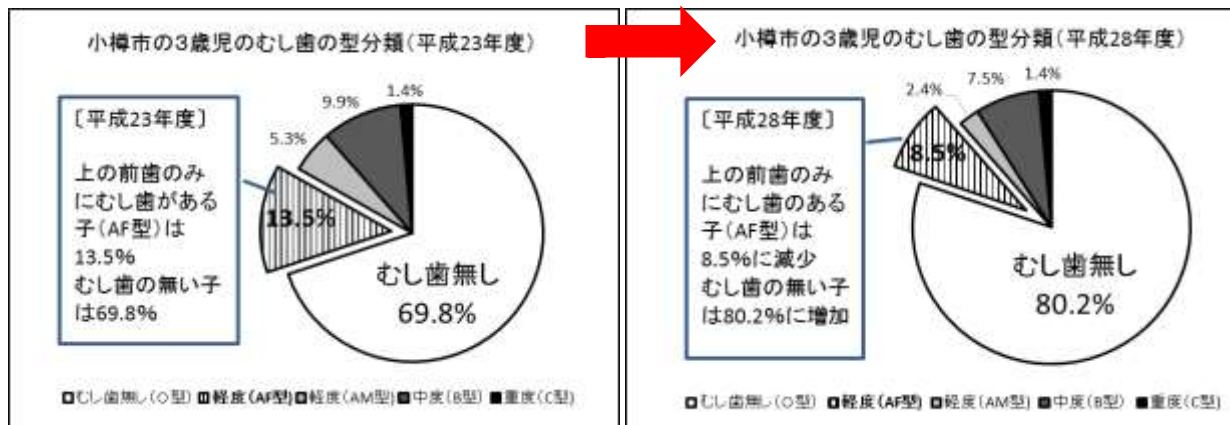 小樽市の3歳児のむし歯の型分類(平成23年度)
1.4%
9.9%
5.3%
13.5%
むし歯無し
69.8%
〔平成23年度〕
上の前歯のみ
にむし歯がある
子(AF型)は
13.5%
むし歯の無い子
は69.8%
むし歯無し(○型) 軽度(AF型) 軽度(AM型) 中度(B型) 重度(C型)
小樽市の3歳児のむし歯の型分類(平成28年度)
1.4%
7.5%
2.4%
8.5%
むし歯無し
80.2%
〔平成28年度〕
上の前歯のみ
にむし歯のある
子(AF型)は
8.5%に減少
むし歯の無い子
は80.2%に増加
むし歯無し(○型) 軽度(AF型) 軽度(AM型) 中度(B型) 重度(C型)